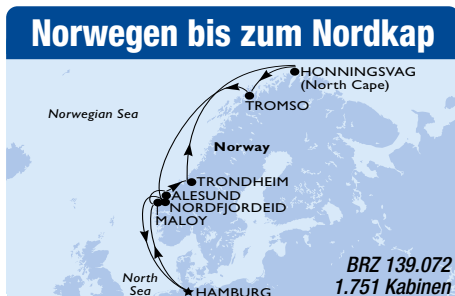 Norwegen bis zum Nordkap
HONNINGSVAG
(North Cape)
TROMSO
Norwegian Sea
Norway
TRONDHEIM
ALESUND
NORDFJORDEID
MALOY
BRZ 139.072
North
Sea
1.751 Kabinen
HAMBURG